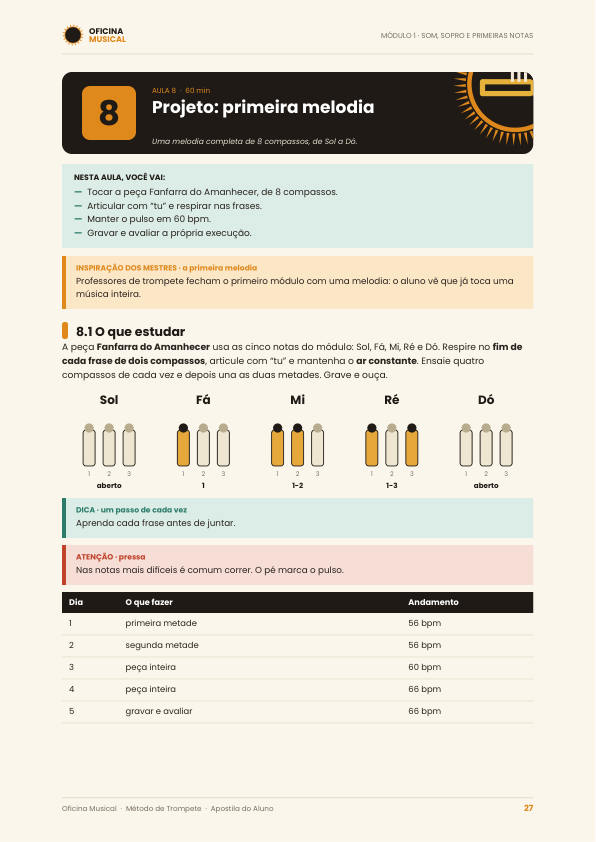 OFICINA
MUSICAL
MÓDULO 1 · SOM, SOPRO E PRIMEIRAS NOTAS
8
AULA 8 · 60 min
Projeto: primeira melodia
Uma melodia completa de 8 compassos, de Sol a Dó.
NESTA AULA, VOCÊ VAI:
— Tocar a peça Fanfarra do Amanhecer, de 8 compassos.
— Articular com “tu” e respirar nas frases.
— Manter o pulso em 60 bpm.
— Gravar e avaliar a própria execução.
INSPIRAÇÃO DOS MESTRES · a primeira melodia
Professores de trompete fecham o primeiro módulo com uma melodia: o aluno vê que já toca uma
música inteira.
8.1 O que estudar
A peça Fanfarra do Amanhecer usa as cinco notas do módulo: Sol, Fá, Mi, Ré e Dó. Respire no fim de
cada frase de dois compassos, articule com “tu” e mantenha o ar constante. Ensaie quatro
compassos de cada vez e depois una as duas metades. Grave e ouça.
Sol Fá Mi Ré Dó
1 2 3 1 2 3 1 2 3 1 2 3 1 2 3
aberto 1 1-2 1-3 aberto
DICA · um passo de cada vez
Aprenda cada frase antes de juntar.
ATENÇÃO · pressa
Nas notas mais difíceis é comum correr. O pé marca o pulso.
Dia O que fazer Andamento
1 primeira metade 56 bpm
2 segunda metade 56 bpm
3 peça inteira 60 bpm
4 peça inteira 66 bpm
5 gravar e avaliar 66 bpm
Oficina Musical · Método de Trompete · Apostila do Aluno 27